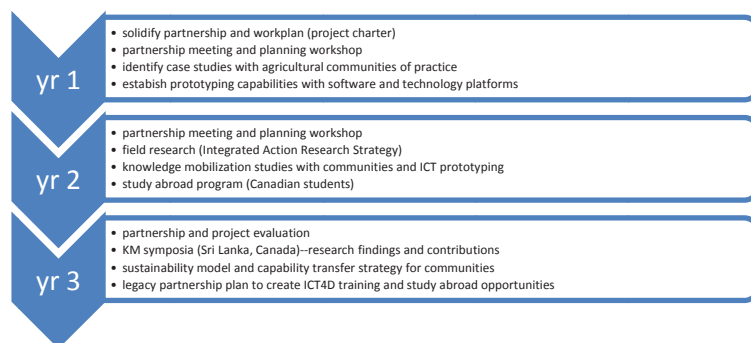 yr 1
• solidify partnership and workplan (project charter)
• partnership meeting and planning workshop
• identify case studies with agricultural communities of practice
• estabish prototyping capabilities with software and technology platforms
yr 2
• partnership meeting and planning workshop
• field research (Integrated Action Research Strategy)
• knowledge mobilization studies with communities and ICT prototyping
• study abroad program (Canadian students)
yr 3
• partnership and project evaluation
• KM symposia (Sri Lanka, Canada)--research findings and contributions
• sustainability model and capability transfer strategy for communities
• legacy partnership plan to create ICT4D training and study abroad opportunities